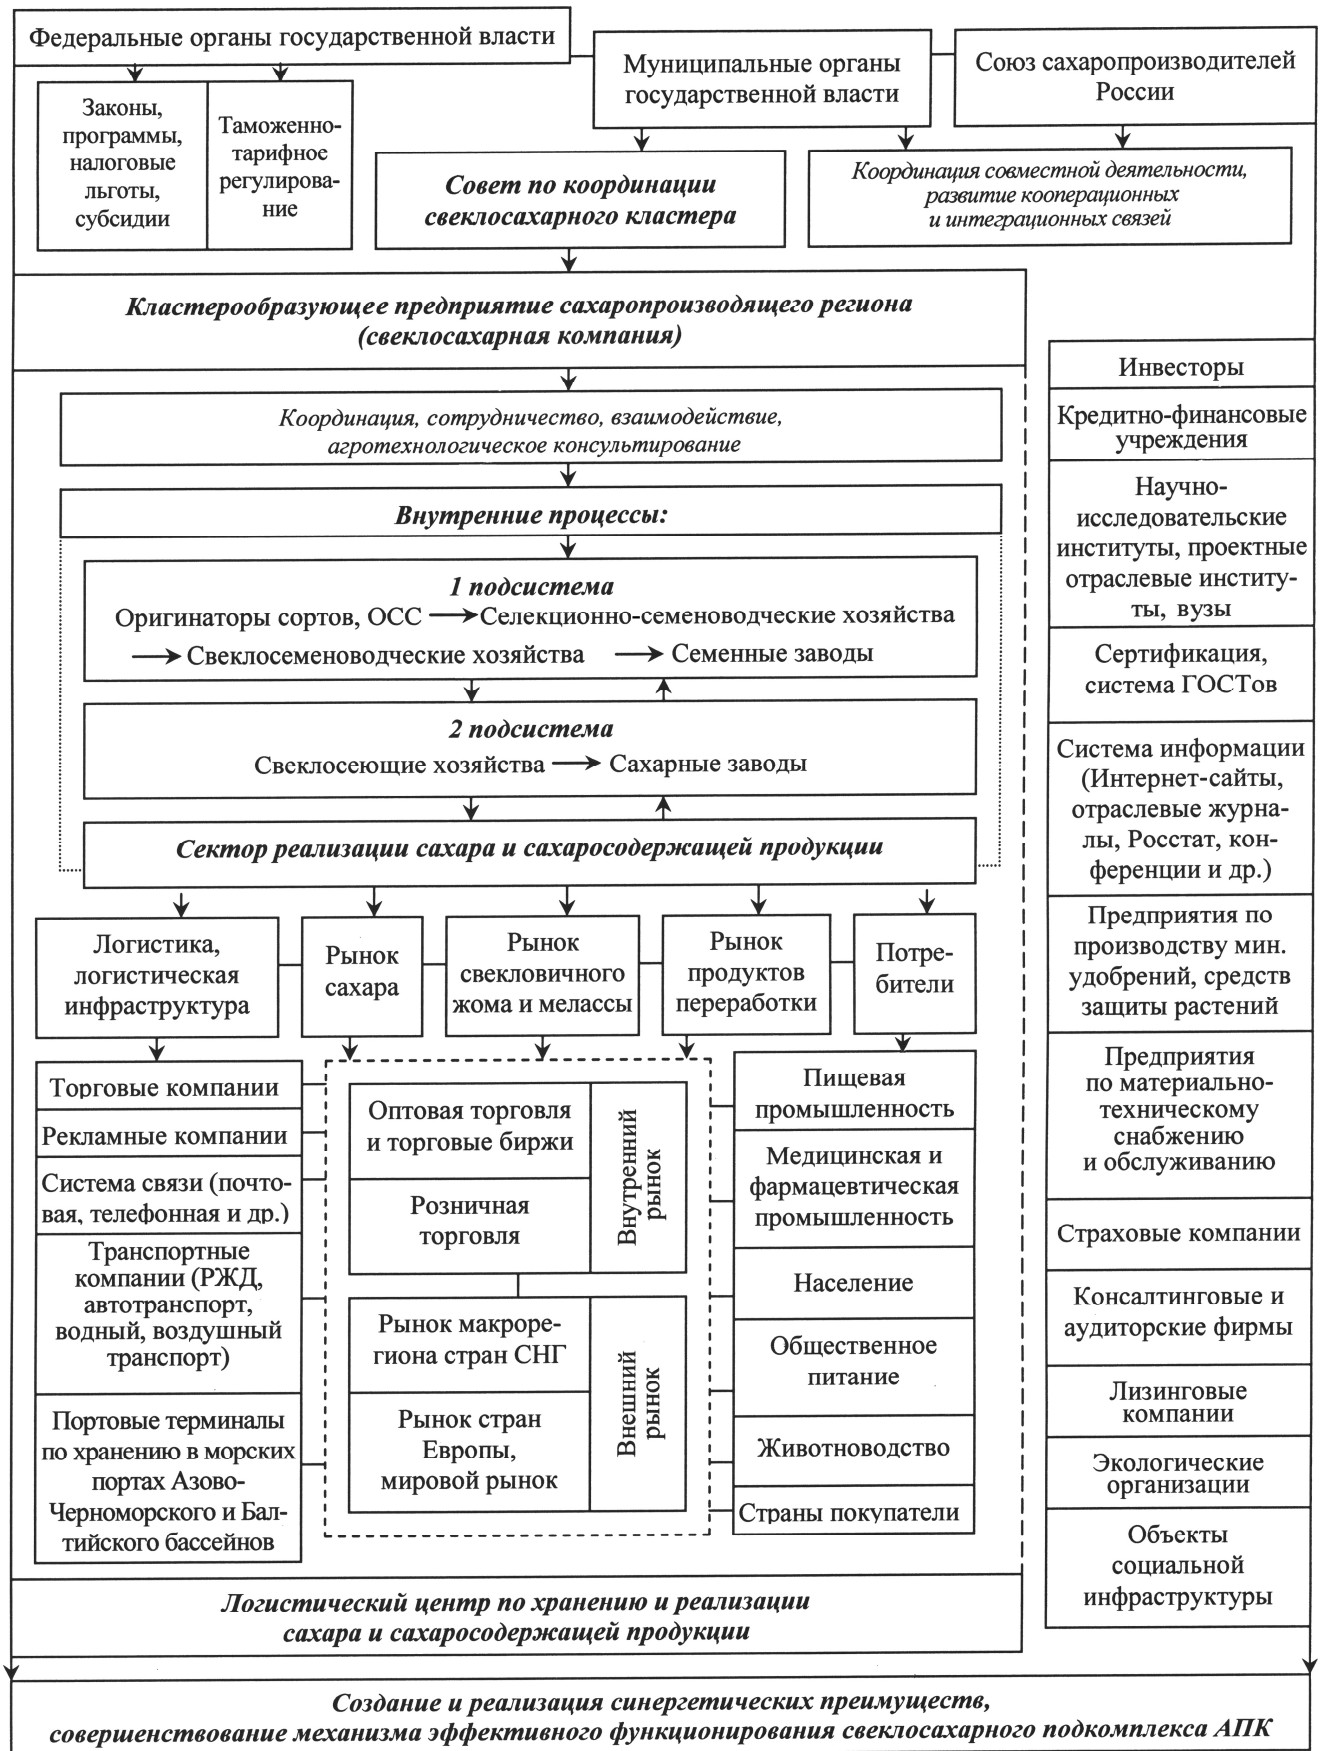 Федеральные органы государственной власти
Муниципальные органы
государственной власти
Союз сахаропроизводителей
России
Законы,
программы,
налоговые
льготы,
субсидии
Таможенно-
тарифное
регулирова-
ние
Совет по координации
свеклосахарного кластера
Координация совместной деятельности,
развитие кооперационных
и интеграционных связей
Кластерообразующее предприятие сахаропроизводящего региона
(свеклосахарная компания)
Координация, сотрудничество, взаимодействие,
агротехнологическое консультирование
Внутренние процессы:
1 подсистема
Оригинаторы сортов, ОСС → Селекционно-семеноводческие хозяйства
→ Свеклосеменоводческие хозяйства → Семенные заводы
2 подсистема
Свеклосеющие хозяйства → Сахарные заводы
Сектор реализации сахара и сахаросодержащей продукции
Логистика,
логистическая
инфраструктура
Рынок
сахара
Рынок
свекловичного
жома и мелассы
Рынок
продуктов
переработки
Потре-
бители
Торговые компании
Рекламные компании
Система связи (почто-
вая, телефонная и др.)
Транспортные
компании (РЖД,
автотранспорт,
водный, воздушный
транспорт)
Портовые терминалы
по хранению в морских
портах Азово-
Черноморского и Бал-
тийского бассейнов
Оптовая торговля
и торговые биржи
Розничная
торговля
Внутренний
рынок
Рынок макроре-
гиона стран СНГ
Рынок стран
Европы,
мировой рынок
Внешний
рынок
Пищевая
промышленность
Медицинская и
фармацевтическая
промышленность
Население
Общественное
питание
Животноводство
Страны покупатели
Инвесторы
Кредитно-финансовые
учреждения
Научно-
исследовательские
институты, проектные
отраслевые институ-
ты, вузы
Сертификация,
система ГОСТов
Система информации
(Интернет-сайты,
отраслевые журна-
лы, Росстат, кон-
ференции и др.)
Предприятия по
производству мин.
удобрений, средств
защиты растений
Предприятия
по материально-
техническому
снабжению
и обслуживанию
Страховые компании
Консалтинговые и
аудиторские фирмы
Лизинговые
компании
Экологические
организации
Объекты
социальной
инфраструктуры
Логистический центр по хранению и реализации
сахара и сахаросодержащей продукции
Создание и реализация синергетических преимуществ,
совершенствование механизма эффективного функционирования свеклосахарного подкомплекса АПК